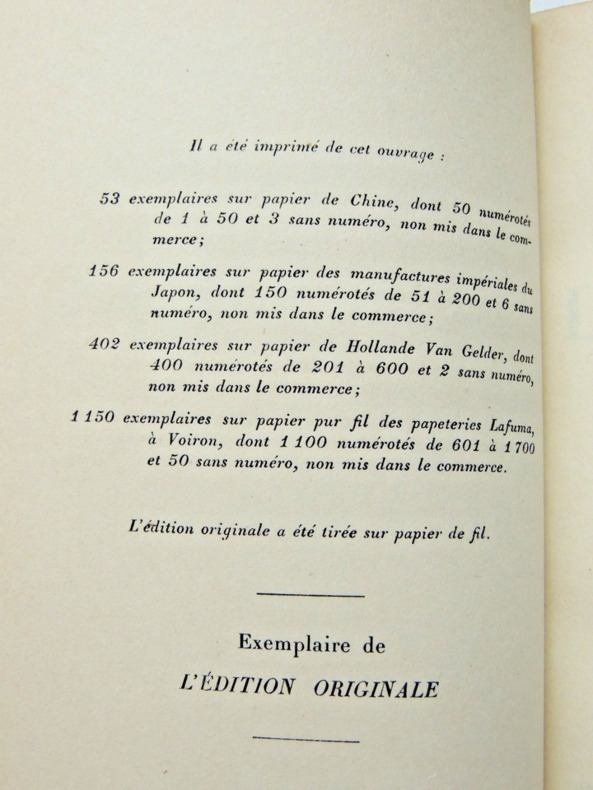 Il a été imprimé de cet ouvrage :
53 exemplaires sur papier de Chine, dont 50 numérotés
de 1 à 50 et 3 sans numéro, non mis dans le com-
merce ;
156 exemplaires sur papier des manufactures impériales du
Japon, dont 150 numérotés de 51 à 200 et 6 sans
numéro, non mis dans le commerce ;
402 exemplaires sur papier de Hollande Van Gelder, dont
400 numérotés de 201 à 600 et 2 sans numéro,
non mis dans le commerce ;
1 150 exemplaires sur papier pur fil des papeteries Lafuma,
à Voiron, dont 1 100 numérotés de 601 à 1 700
et 50 sans numéro, non mis dans le commerce.
L'édition originale a été tirée sur papier de fil.
Exemplaire de
L'ÉDITION ORIGINALE